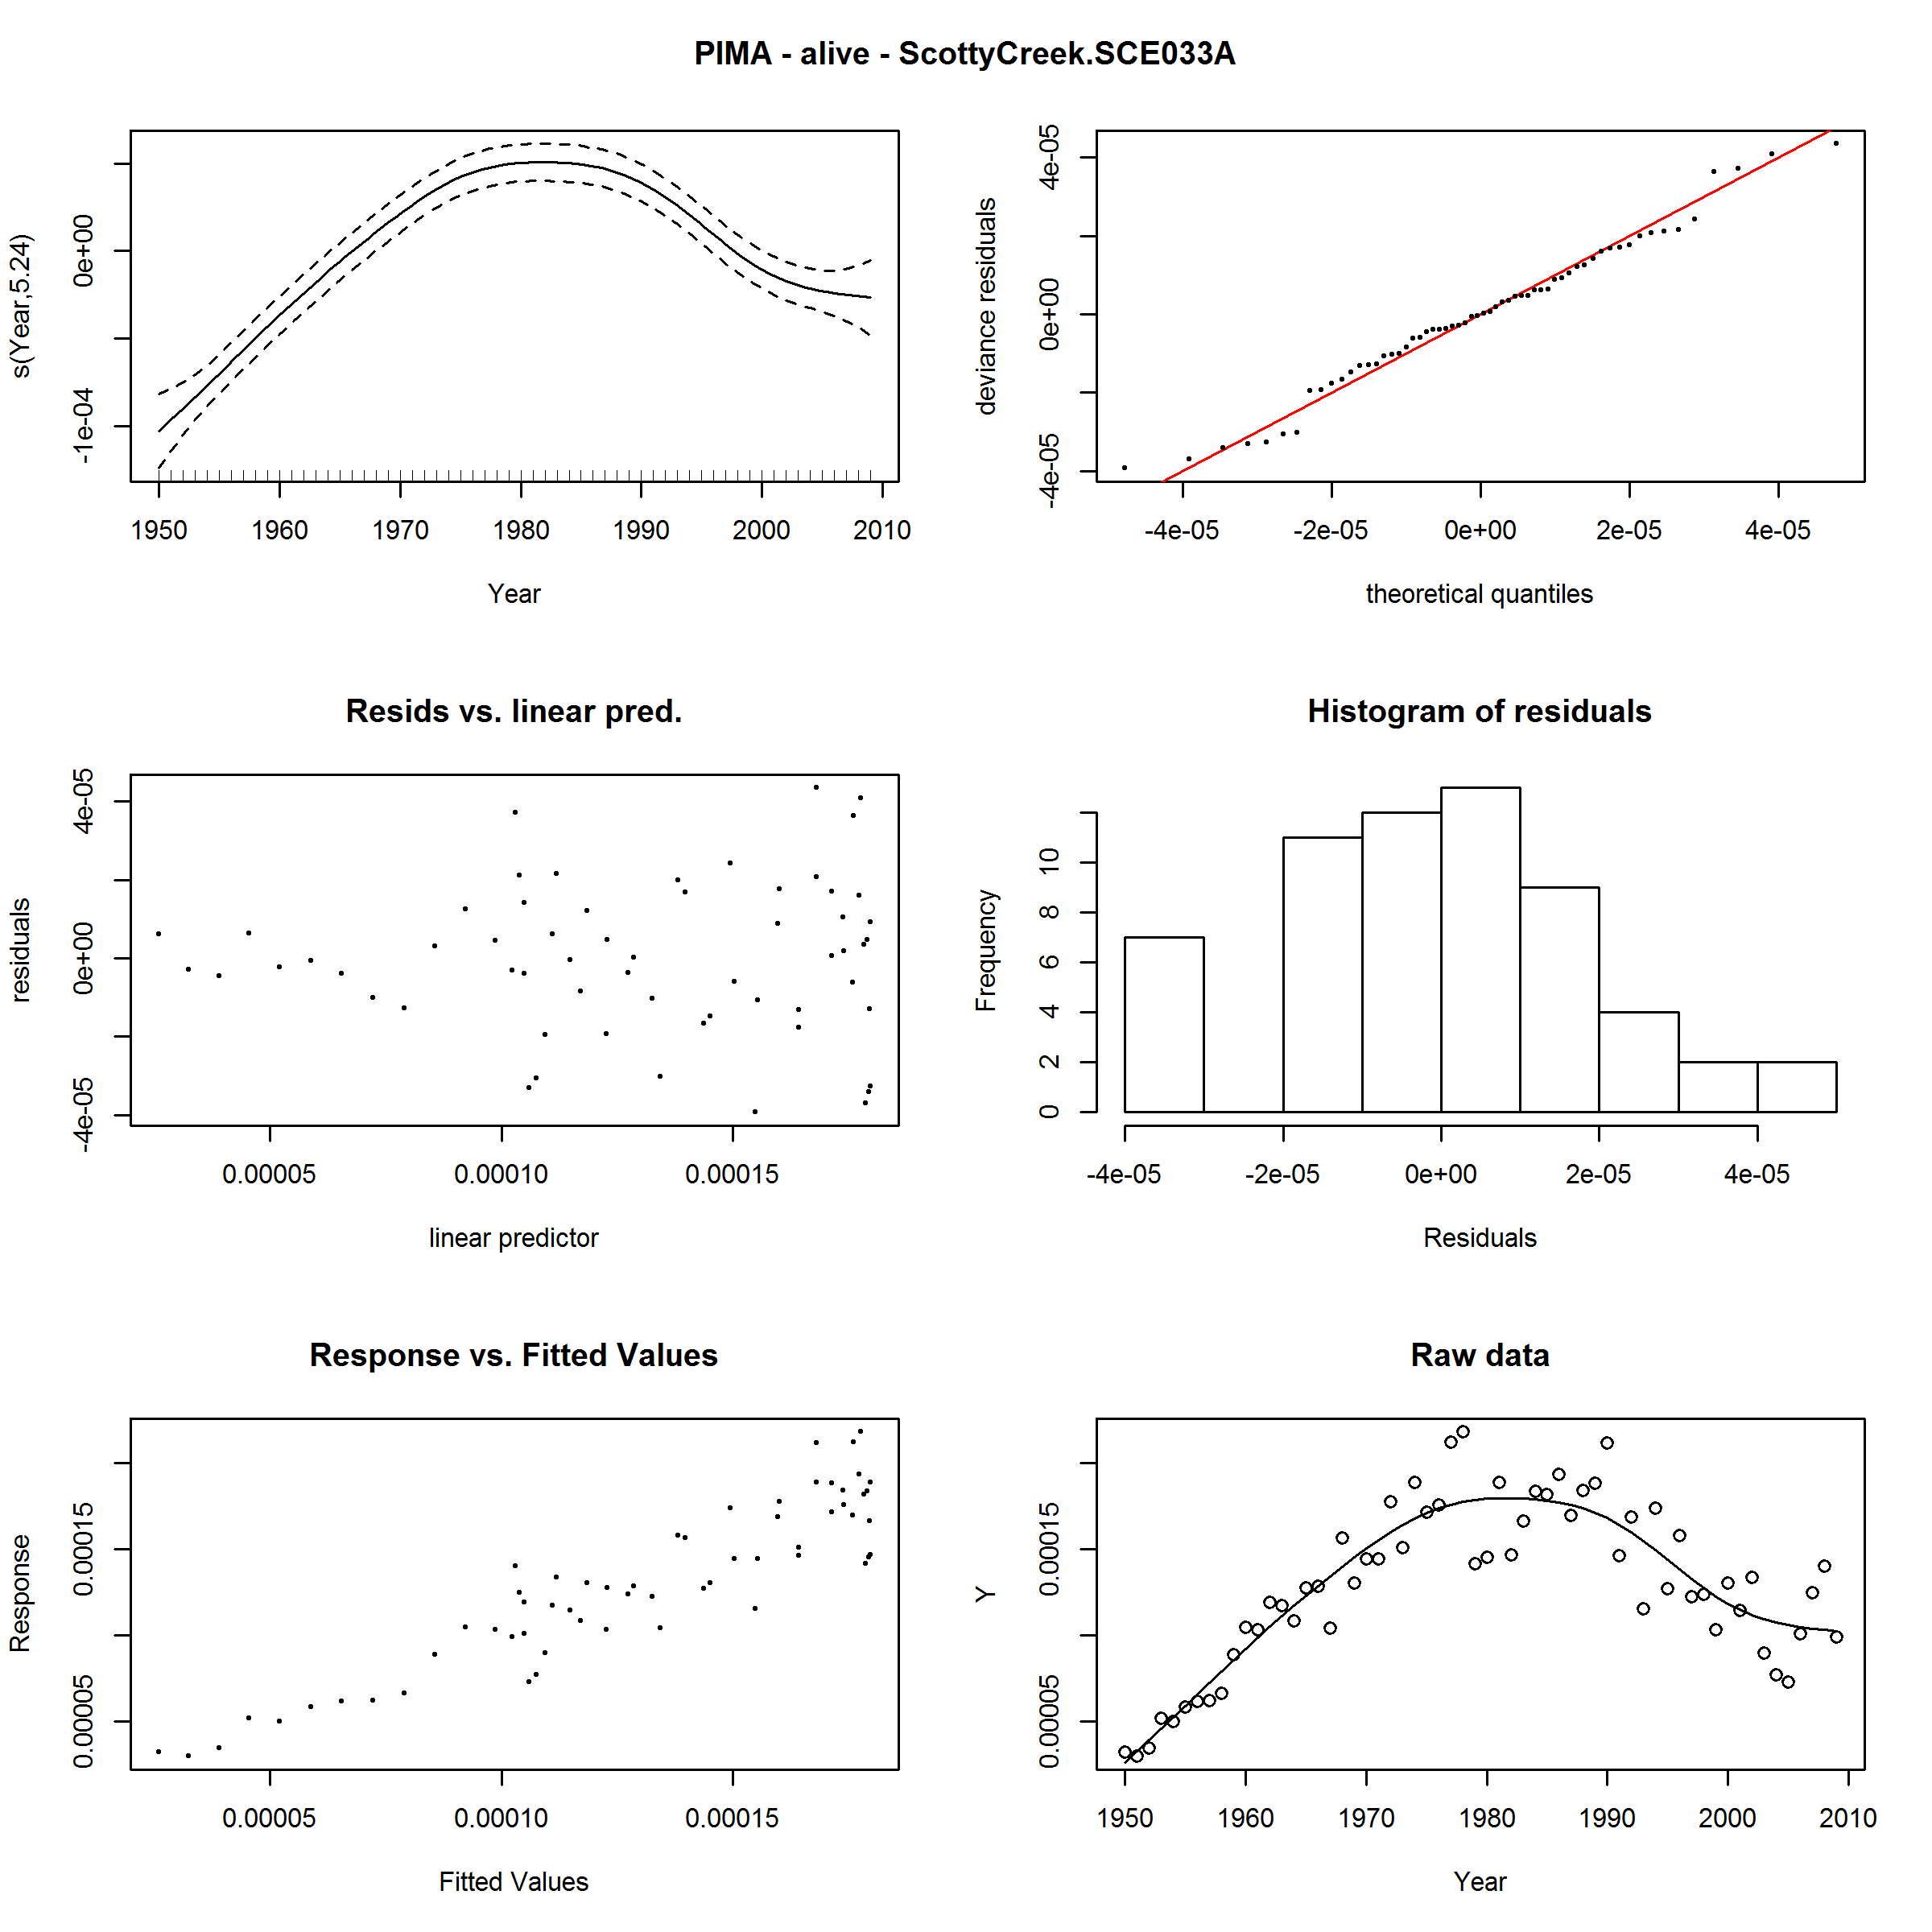 PIMA - alive - ScottyCreek.SCE033A
s(Year,5.24)
-1e-04 0e+00
1950 1960 1970 1980 1990 2000 2010
Year
deviance residuals
-4e-05 0e+00 4e-05
-4e-05 -2e-05 0e+00 2e-05 4e-05
theoretical quantiles
Resids vs. linear pred.
residuals
-4e-05 0e+00 4e-05
0.00005 0.00010 0.00015
linear predictor
Histogram of residuals
Frequency
0 2 4 6 8 10
-4e-05 -2e-05 0e+00 2e-05 4e-05
Residuals
Response vs. Fitted Values
Response
0.00005 0.00015
0.00005 0.00010 0.00015
Fitted Values
Raw data
Y
0.00005 0.00015
1950 1960 1970 1980 1990 2000 2010
Year